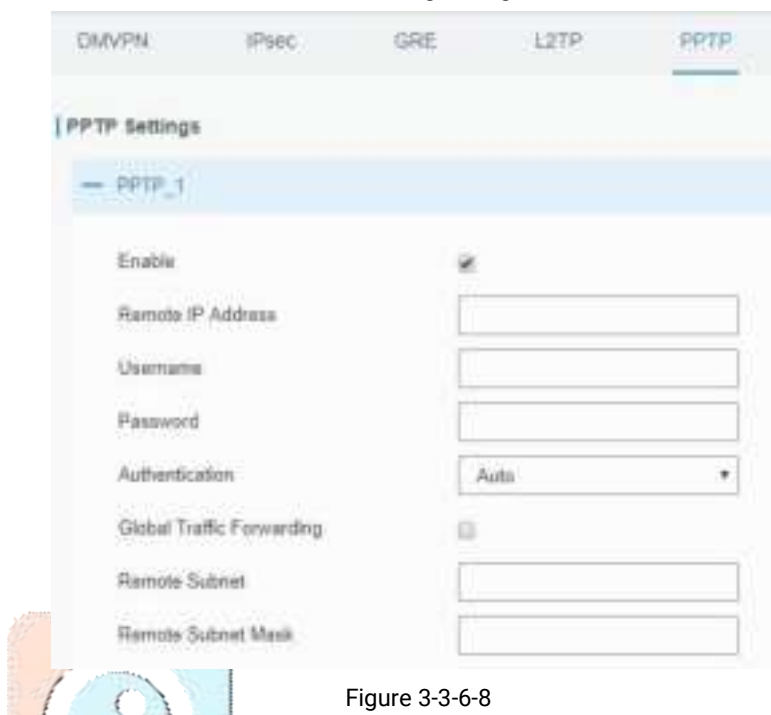 DMVPN IPsec GRE L2TP PPTP
PPTP Settings
— PPTP_1
Enable
Remote IP Address
Username
Password
Authentication Auto
Global Traffic Forwarding
Remote Subnet
Remote Subnet Mask
Figure 3-3-6-8